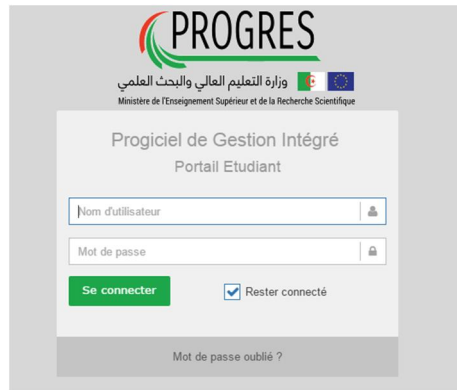 PROGRES
وزارة التعليم العالي والبحث العلمي
Ministère de l'Enseignement Supérieur et de la Recherche Scientifique
Progiciel de Gestion Intégré
Portail Etudiant
Nom d'utilisateur
Mot de passe
Se connecter
Rester connecté
Mot de passe oublié ?